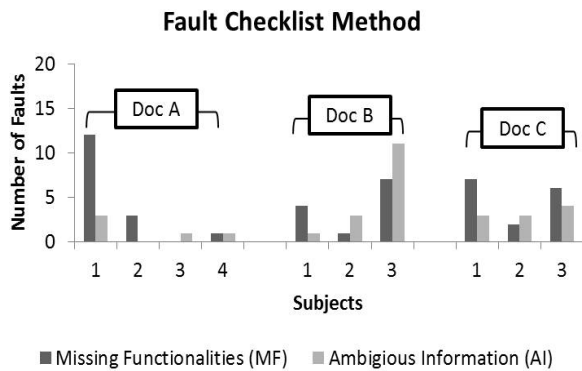 Fault Checklist Method
Number of Faults
20
15
10
5
0
Doc A
Doc B
Doc C
1 2 3 4 1 2 3 1 2 3
Subjects
Missing Functionalities (MF) Ambigious Information (AI)